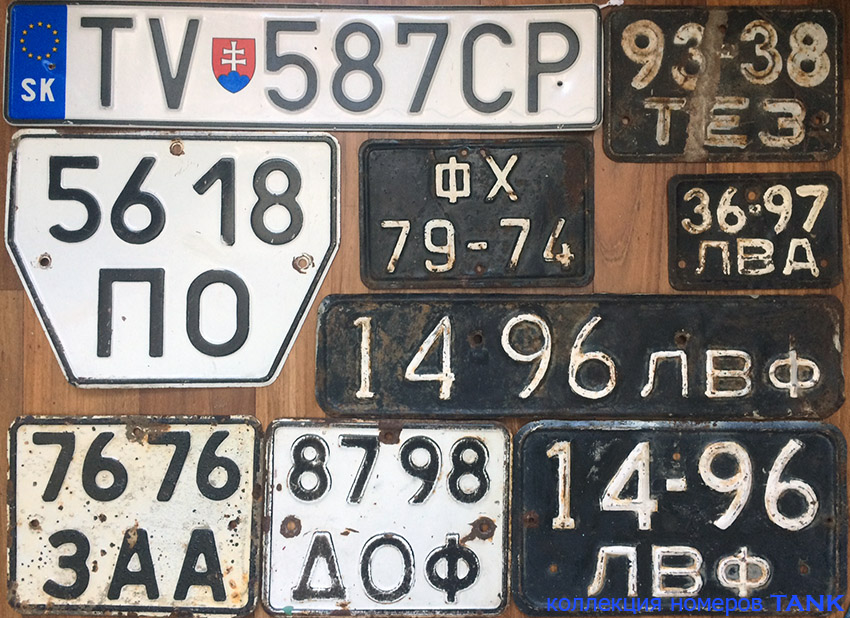 SK TV 587CP
93-38
ТЕЗ
56 18
ПО
ФХ
79-74
36-97
ЛВА
14 96 ЛВФ
76 76
ЗАА
87 98
ДОФ
14-96
ЛВФ
коллекция номеров TANK